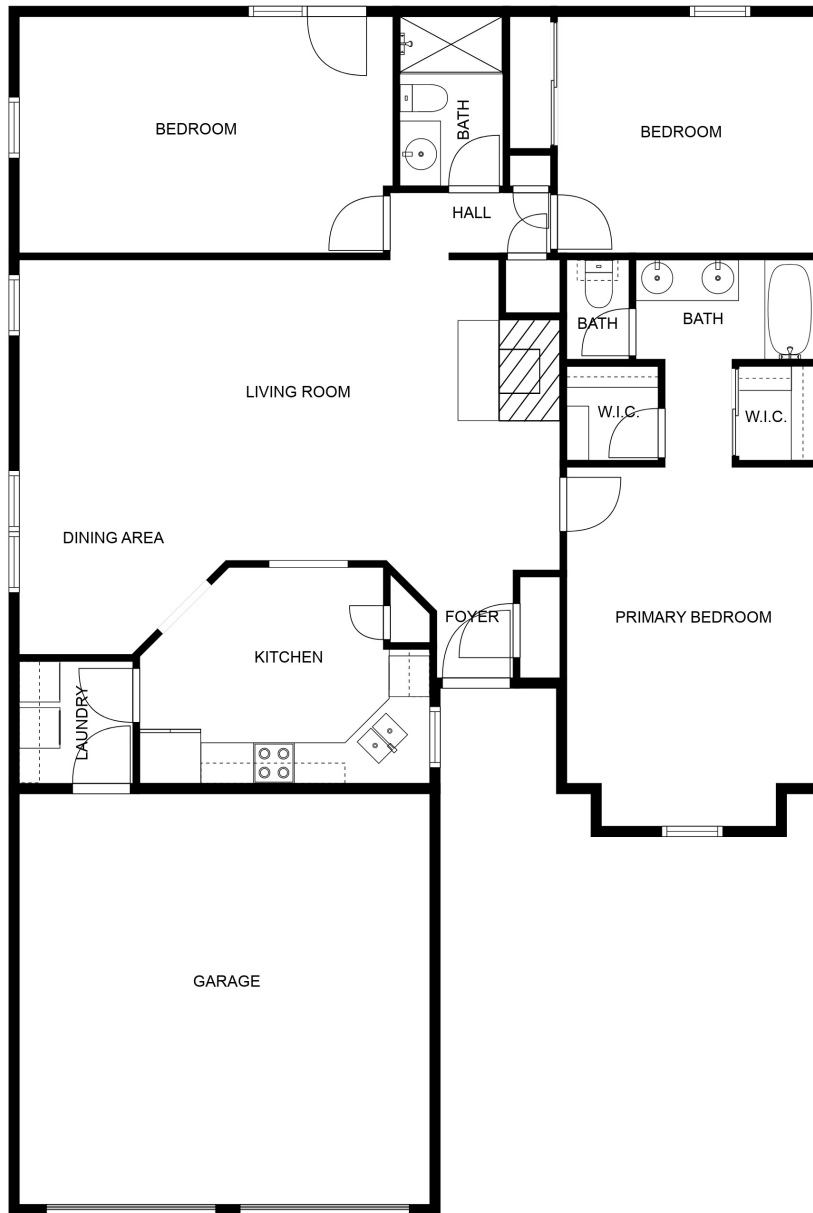 BEDROOM
BATH
BEDROOM
HALL
BATH
BATH
LIVING ROOM
W.I.C.
W.I.C.
DINING AREA
FOYER
PRIMARY BEDROOM
KITCHEN
LAUNDRY
GARAGE